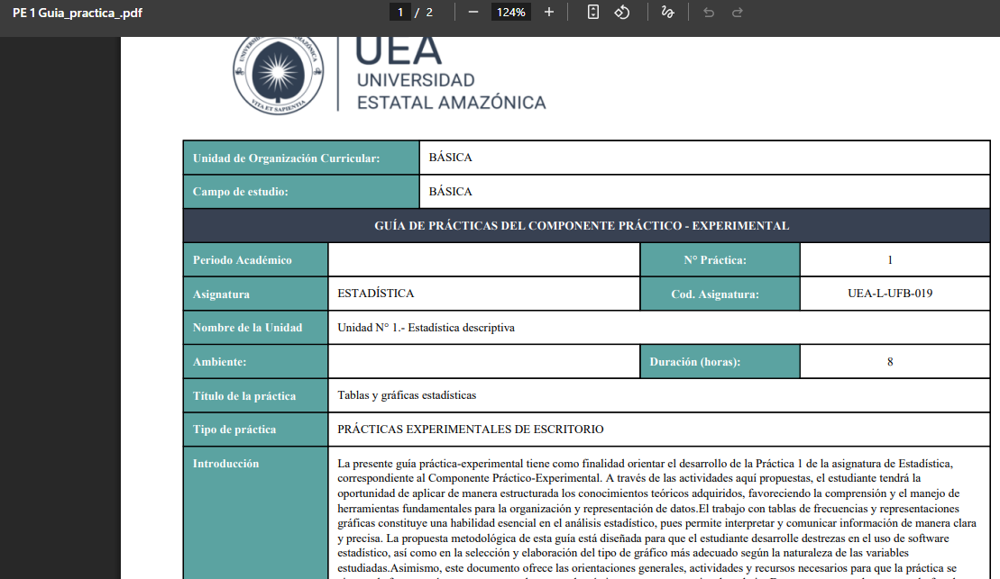 PE 1 Guia_practica_.pdf
1 / 2
124%
UEA
UNIVERSIDAD
ESTATAL AMAZÓNICA
VITA ET SAPIENTIA
Unidad de Organización Curricular: BÁSICA
Campo de estudio: BÁSICA
GUÍA DE PRÁCTICAS DEL COMPONENTE PRÁCTICO - EXPERIMENTAL
Periodo Académico N° Práctica: 1
Asignatura ESTADÍSTICA Cod. Asignatura: UEA-L-UFB-019
Nombre de la Unidad Unidad N° 1.- Estadística descriptiva
Ambiente: Duración (horas): 8
Título de la práctica Tablas y gráficas estadísticas
Tipo de práctica PRÁCTICAS EXPERIMENTALES DE ESCRITORIO
Introducción La presente guía práctica-experimental tiene como finalidad orientar el desarrollo de la Práctica 1 de la asignatura de Estadística,
correspondiente al Componente Práctico-Experimental. A través de las actividades aquí propuestas, el estudiante tendrá la
oportunidad de aplicar de manera estructurada los conocimientos teóricos adquiridos, favoreciendo la comprensión y el manejo de
herramientas fundamentales para la organización y representación de datos.El trabajo con tablas de frecuencias y representaciones
gráficas constituye una habilidad esencial en el análisis estadístico, pues permite interpretar y comunicar información de manera clara
y precisa. La propuesta metodológica de esta guía está diseñada para que el estudiante desarrolle destrezas en el uso de software
estadístico, así como en la selección y elaboración del tipo de gráfico más adecuado según la naturaleza de las variables
estudiadas.Asimismo, este documento ofrece las orientaciones generales, actividades y recursos necesarios para que la práctica se